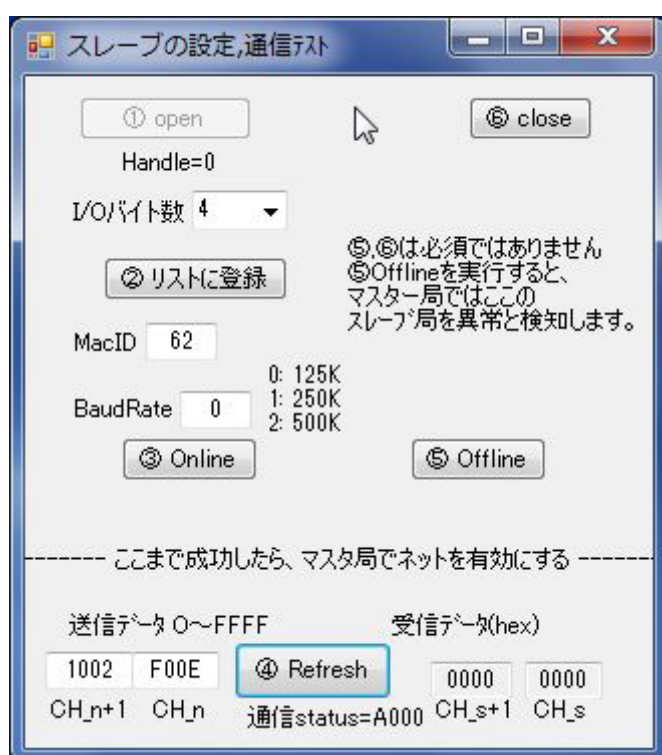 スレーブの設定,通信ﾃｽﾄ
① open
⑥ close
Handle=0
I/Oバイト数 4
② リストに登録
⑤,⑥は必須ではありません
⑤Offlineを実行すると、
マスター局ではここの
スレーブ局を異常と検知します。
MacID 62
0: 125K
1: 250K
2: 500K
BaudRate 0
③ Online
⑤ Offline
------- ここまで成功したら、マスタ局でネットを有効にする -------
送信ﾃﾞｰﾀ 0～FFFF
受信ﾃﾞｰﾀ(hex)
1002 F00E
④ Refresh
0000 0000
CH_n+1 CH_n
通信status=A000
CH_s+1 CH_s